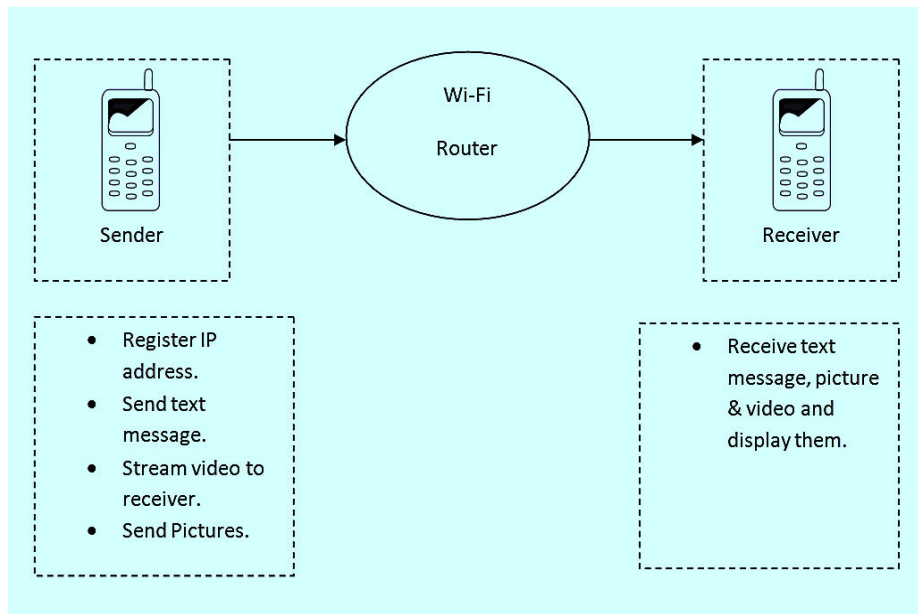 Wi-Fi
Router
Sender
Receiver
• Register IP
address.
• Send text
message.
• Stream video to
receiver.
• Send Pictures.
• Receive text
message, picture
& video and
display them.